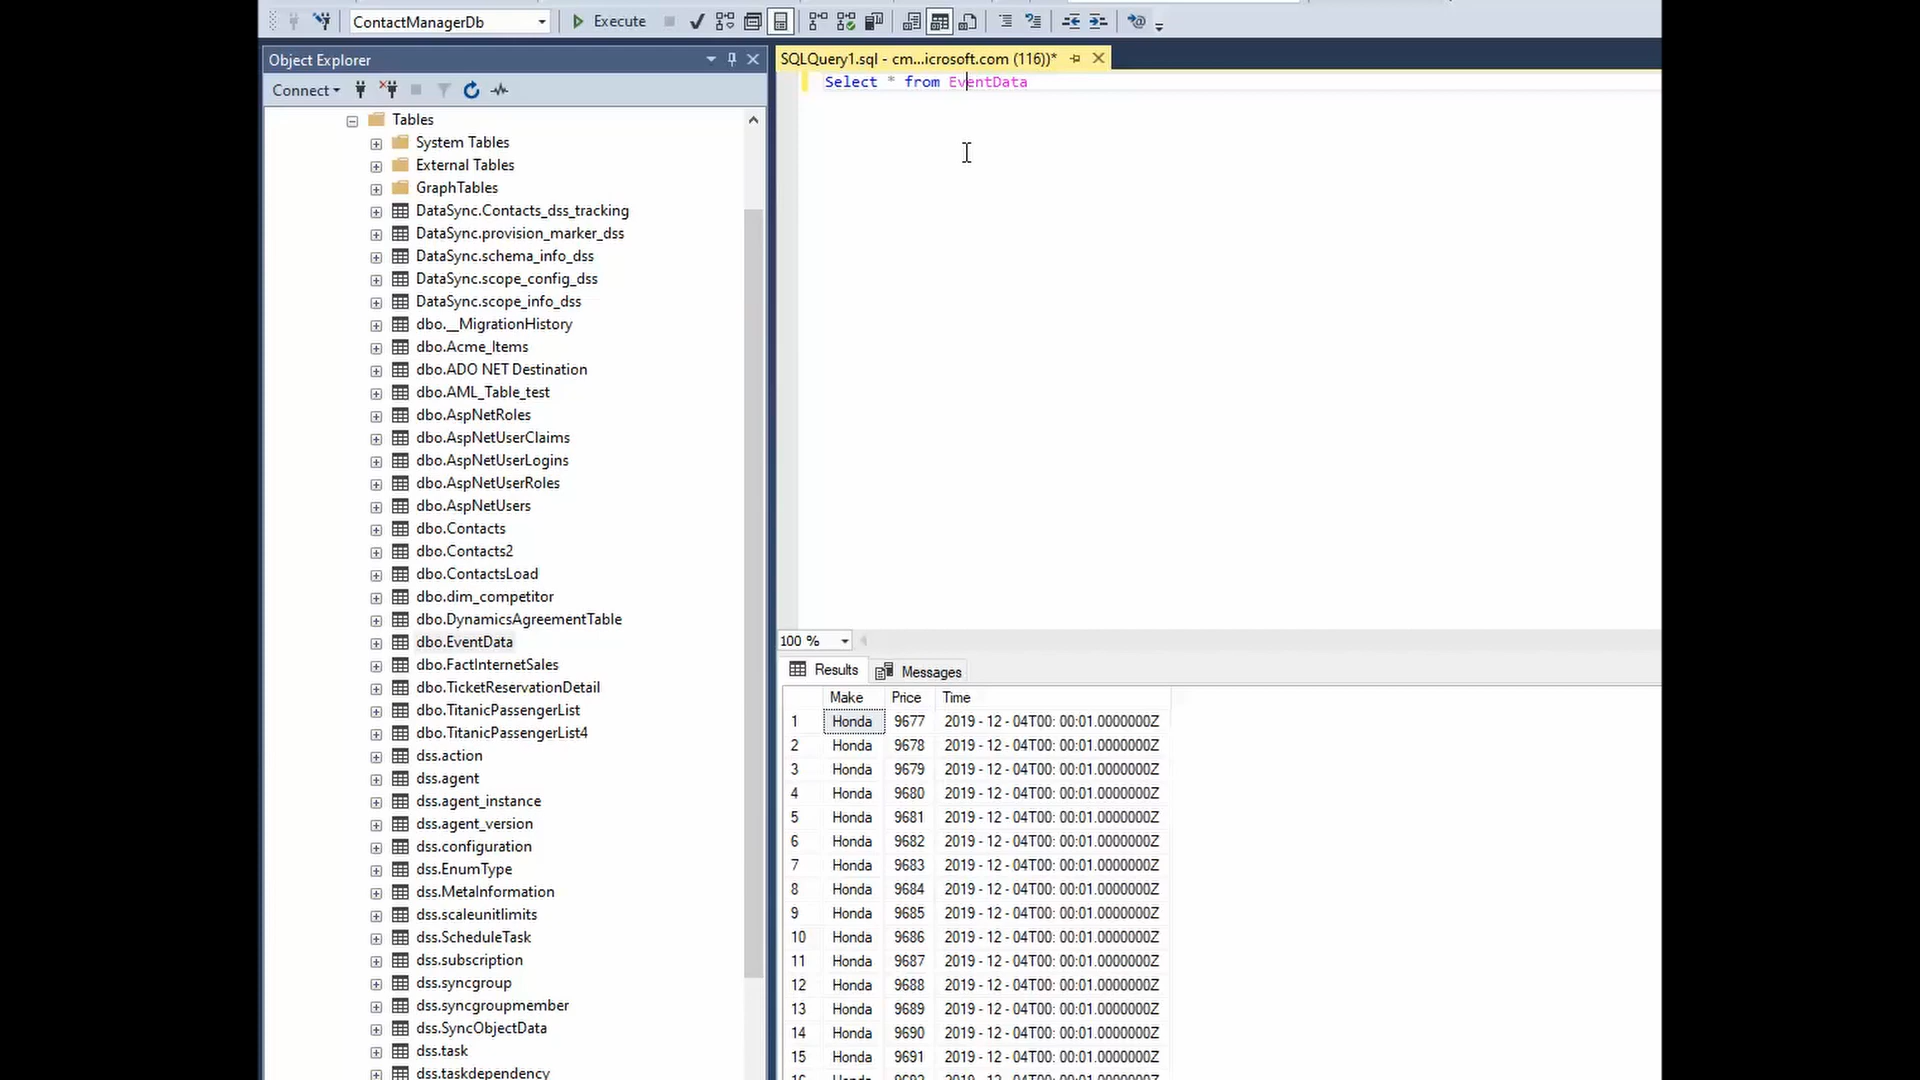 ContactManagerDb Execute
Object Explorer
Connect
Tables
System Tables
External Tables
GraphTables
DataSync.Contacts_dss_tracking
DataSync.provision_marker_dss
DataSync.schema_info_dss
DataSync.scope_config_dss
DataSync.scope_info_dss
dbo.__MigrationHistory
dbo.Acme_Items
dbo.ADO NET Destination
dbo.AML_Table_test
dbo.AspNetRoles
dbo.AspNetUserClaims
dbo.AspNetUserLogins
dbo.AspNetUserRoles
dbo.AspNetUsers
dbo.Contacts
dbo.Contacts2
dbo.ContactsLoad
dbo.dim_competitor
dbo.DynamicsAgreementTable
dbo.EventData
dbo.FactInternetSales
dbo.TicketReservationDetail
dbo.TitanicPassengerList
dbo.TitanicPassengerList4
dss.action
dss.agent
dss.agent_instance
dss.agent_version
dss.configuration
dss.EnumType
dss.MetaInformation
dss.scaleunitlimits
dss.ScheduleTask
dss.subscription
dss.syncgroup
dss.syncgroupmember
dss.SyncObjectData
dss.task
dss.taskdependency
SQLQuery1.sql - cm...icrosoft.com (116))*
Select * from EventData
100 %
Results Messages
Make Price Time
1 Honda 9677 2019 - 12 - 04T00: 00:01.0000000Z
2 Honda 9678 2019 - 12 - 04T00: 00:01.0000000Z
3 Honda 9679 2019 - 12 - 04T00: 00:01.0000000Z
4 Honda 9680 2019 - 12 - 04T00: 00:01.0000000Z
5 Honda 9681 2019 - 12 - 04T00: 00:01.0000000Z
6 Honda 9682 2019 - 12 - 04T00: 00:01.0000000Z
7 Honda 9683 2019 - 12 - 04T00: 00:01.0000000Z
8 Honda 9684 2019 - 12 - 04T00: 00:01.0000000Z
9 Honda 9685 2019 - 12 - 04T00: 00:01.0000000Z
10 Honda 9686 2019 - 12 - 04T00: 00:01.0000000Z
11 Honda 9687 2019 - 12 - 04T00: 00:01.0000000Z
12 Honda 9688 2019 - 12 - 04T00: 00:01.0000000Z
13 Honda 9689 2019 - 12 - 04T00: 00:01.0000000Z
14 Honda 9690 2019 - 12 - 04T00: 00:01.0000000Z
15 Honda 9691 2019 - 12 - 04T00: 00:01.0000000Z